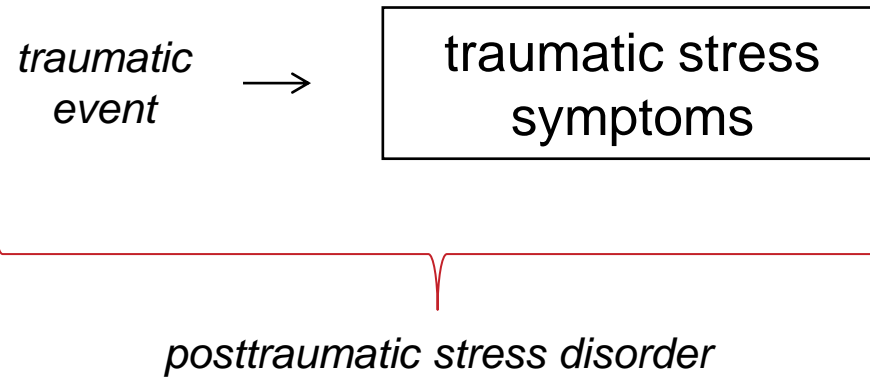 traumatic
event
traumatic stress
symptoms
posttraumatic stress disorder